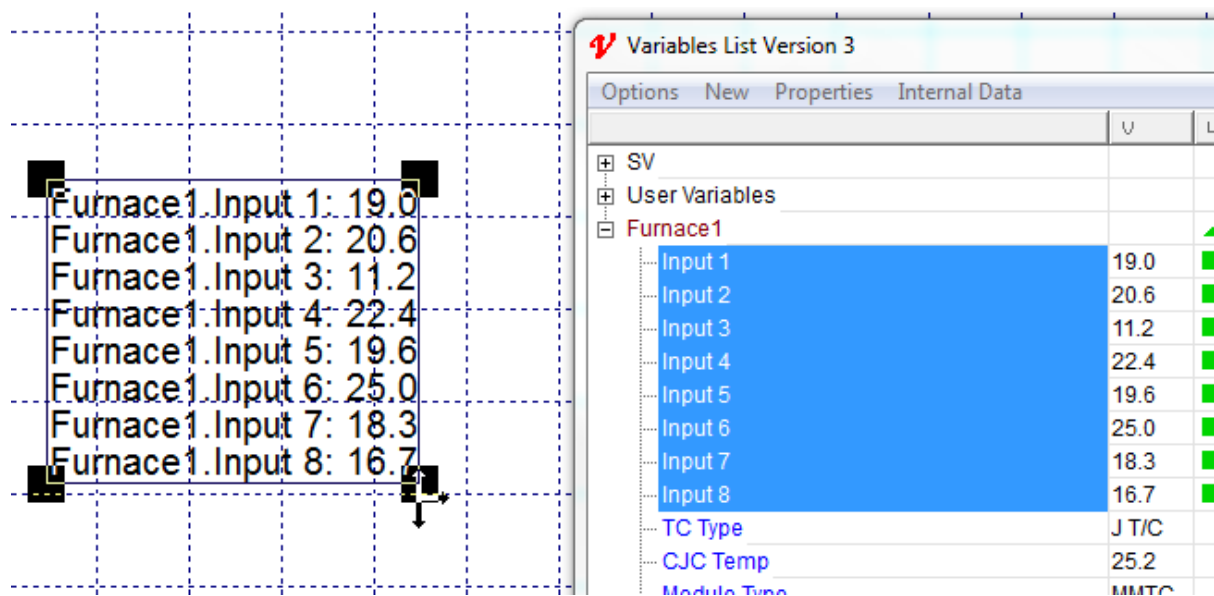 Variables List Version 3
Options New Properties Internal Data
V
SV
User Variables
Furnace1
Input 1 19.0
Input 2 20.6
Input 3 11.2
Input 4 22.4
Input 5 19.6
Input 6 25.0
Input 7 18.3
Input 8 16.7
TC Type J T/C
CJC Temp 25.2
Module Type MMTC
Furnace1.Input 1: 19.0
Furnace1.Input 2: 20.6
Furnace1.Input 3: 11.2
Furnace1.Input 4: 22.4
Furnace1.Input 5: 19.6
Furnace1.Input 6: 25.0
Furnace1.Input 7: 18.3
Furnace1.Input 8: 16.7